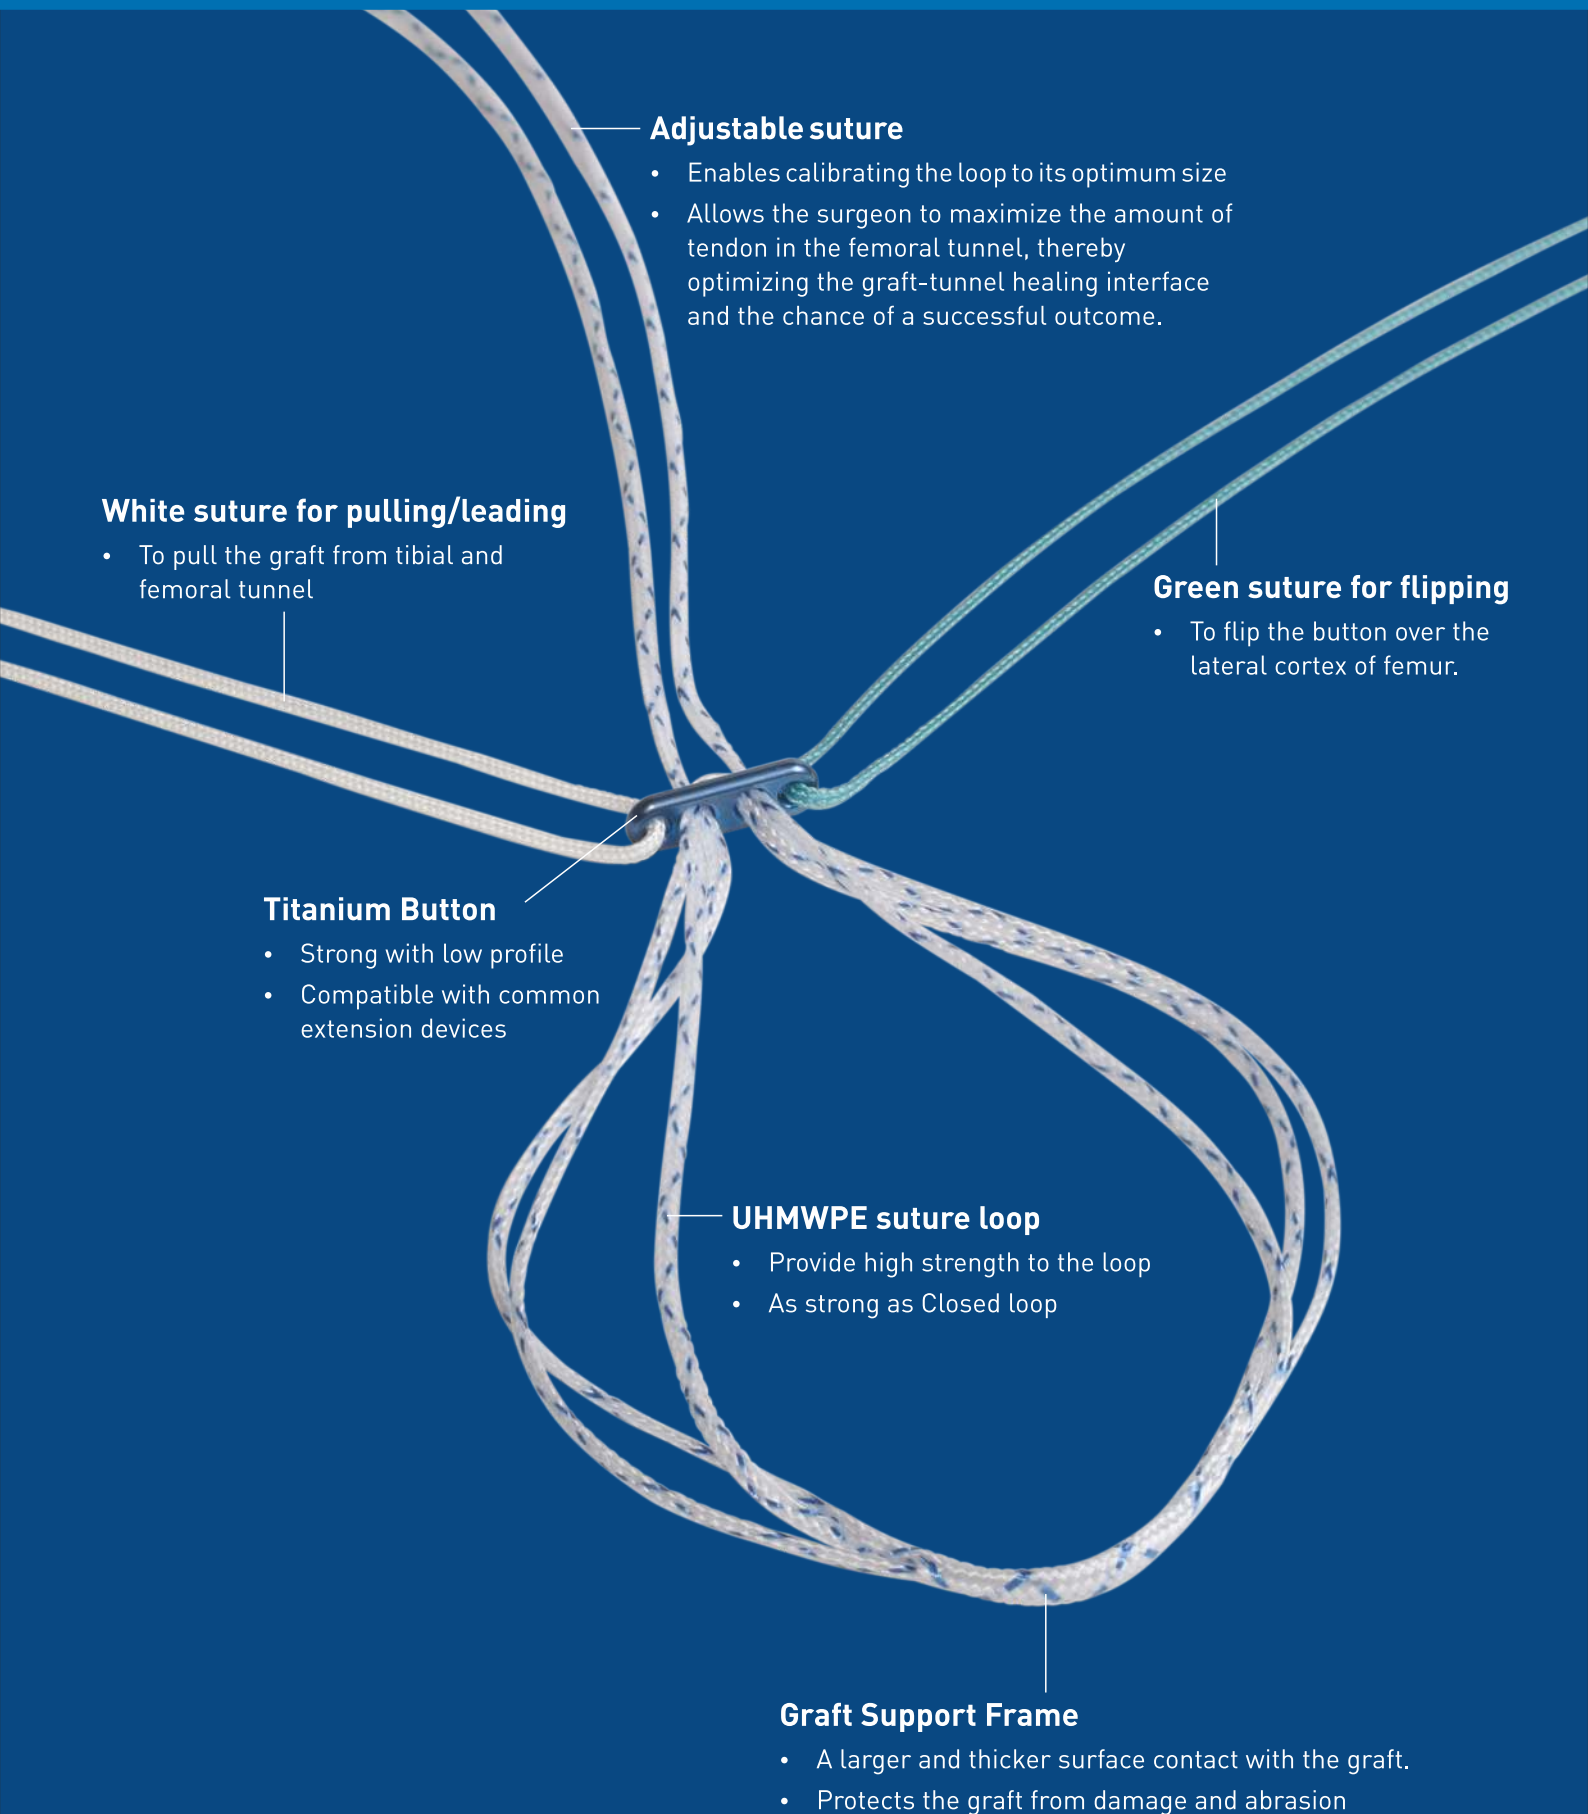 Adjustable suture
• Enables calibrating the loop to its optimum size
• Allows the surgeon to maximize the amount of
tendon in the femoral tunnel, thereby
optimizing the graft-tunnel healing interface
and the chance of a successful outcome.
White suture for pulling/leading
• To pull the graft from tibial and
femoral tunnel
Green suture for flipping
• To flip the button over the
lateral cortex of femur.
Titanium Button
• Strong with low profile
• Compatible with common
extension devices
UHMWPE suture loop
• Provide high strength to the loop
• As strong as Closed loop
Graft Support Frame
• A larger and thicker surface contact with the graft.
• Protects the graft from damage and abrasion